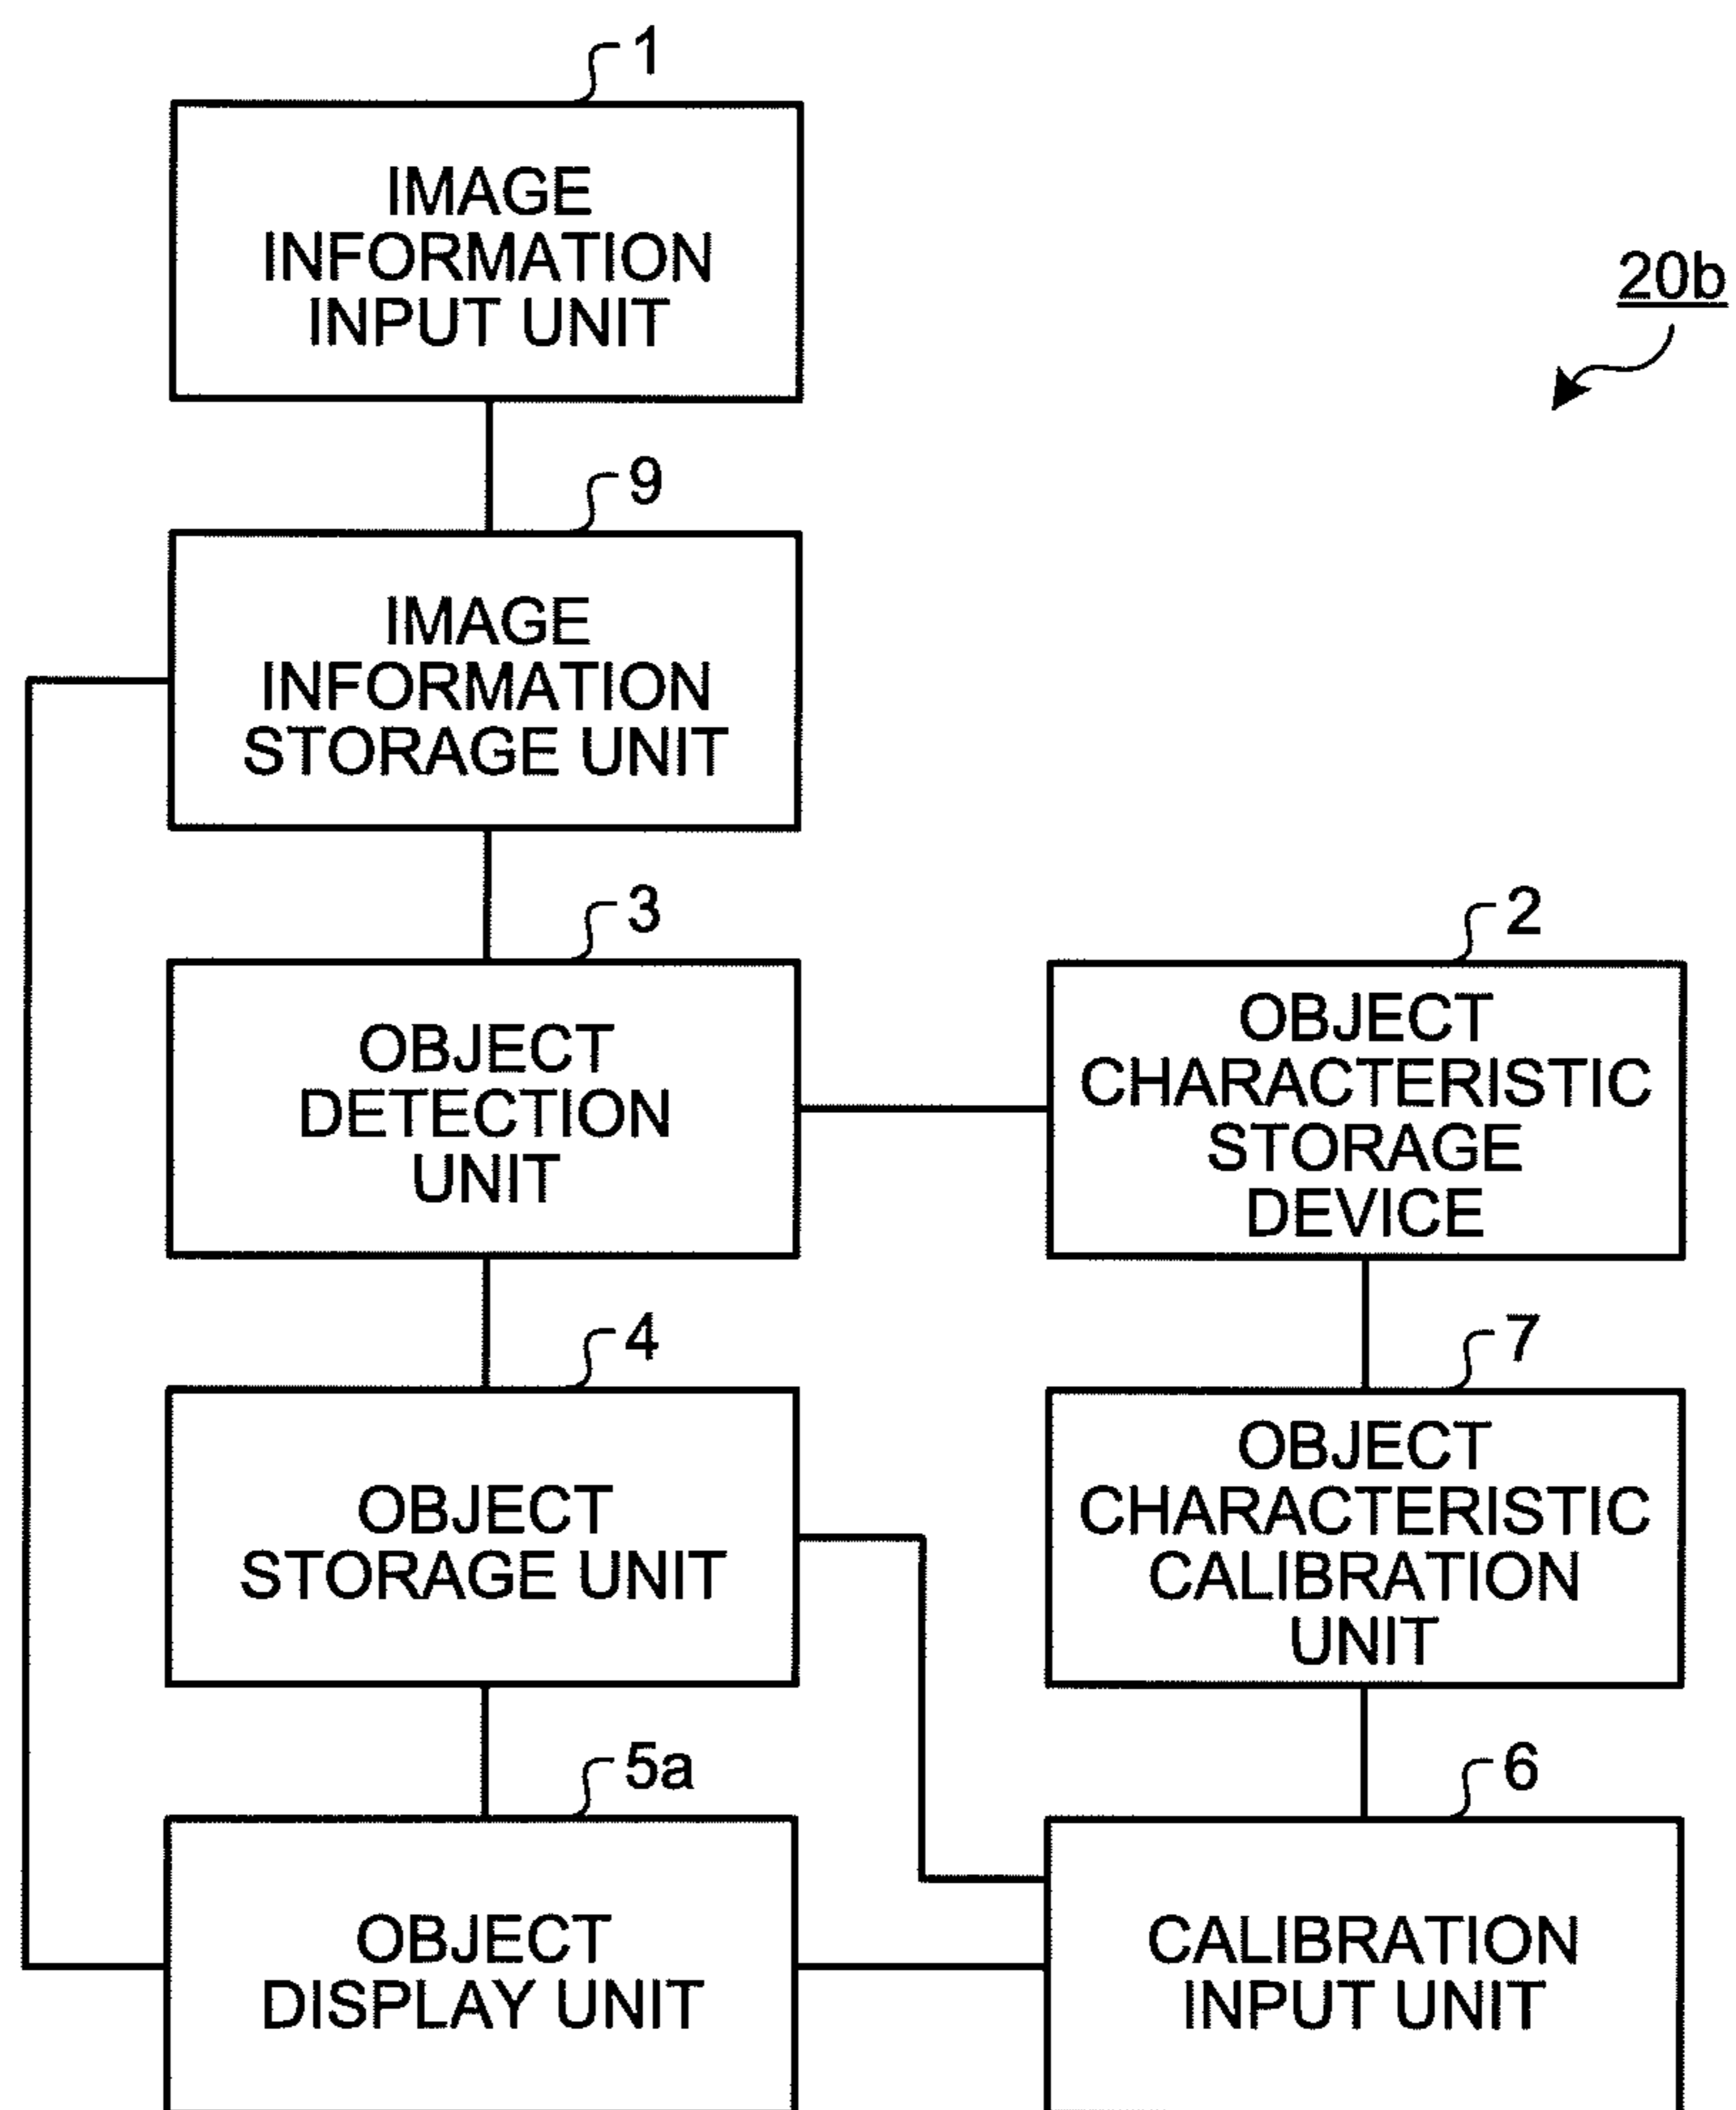 1
IMAGE
INFORMATION
INPUT UNIT
20b
9
IMAGE
INFORMATION
STORAGE UNIT
3
OBJECT
DETECTION
UNIT
2
OBJECT
CHARACTERISTIC
STORAGE
DEVICE
4
OBJECT
STORAGE UNIT
7
OBJECT
CHARACTERISTIC
CALIBRATION
UNIT
5a
OBJECT
DISPLAY UNIT
6
CALIBRATION
INPUT UNIT